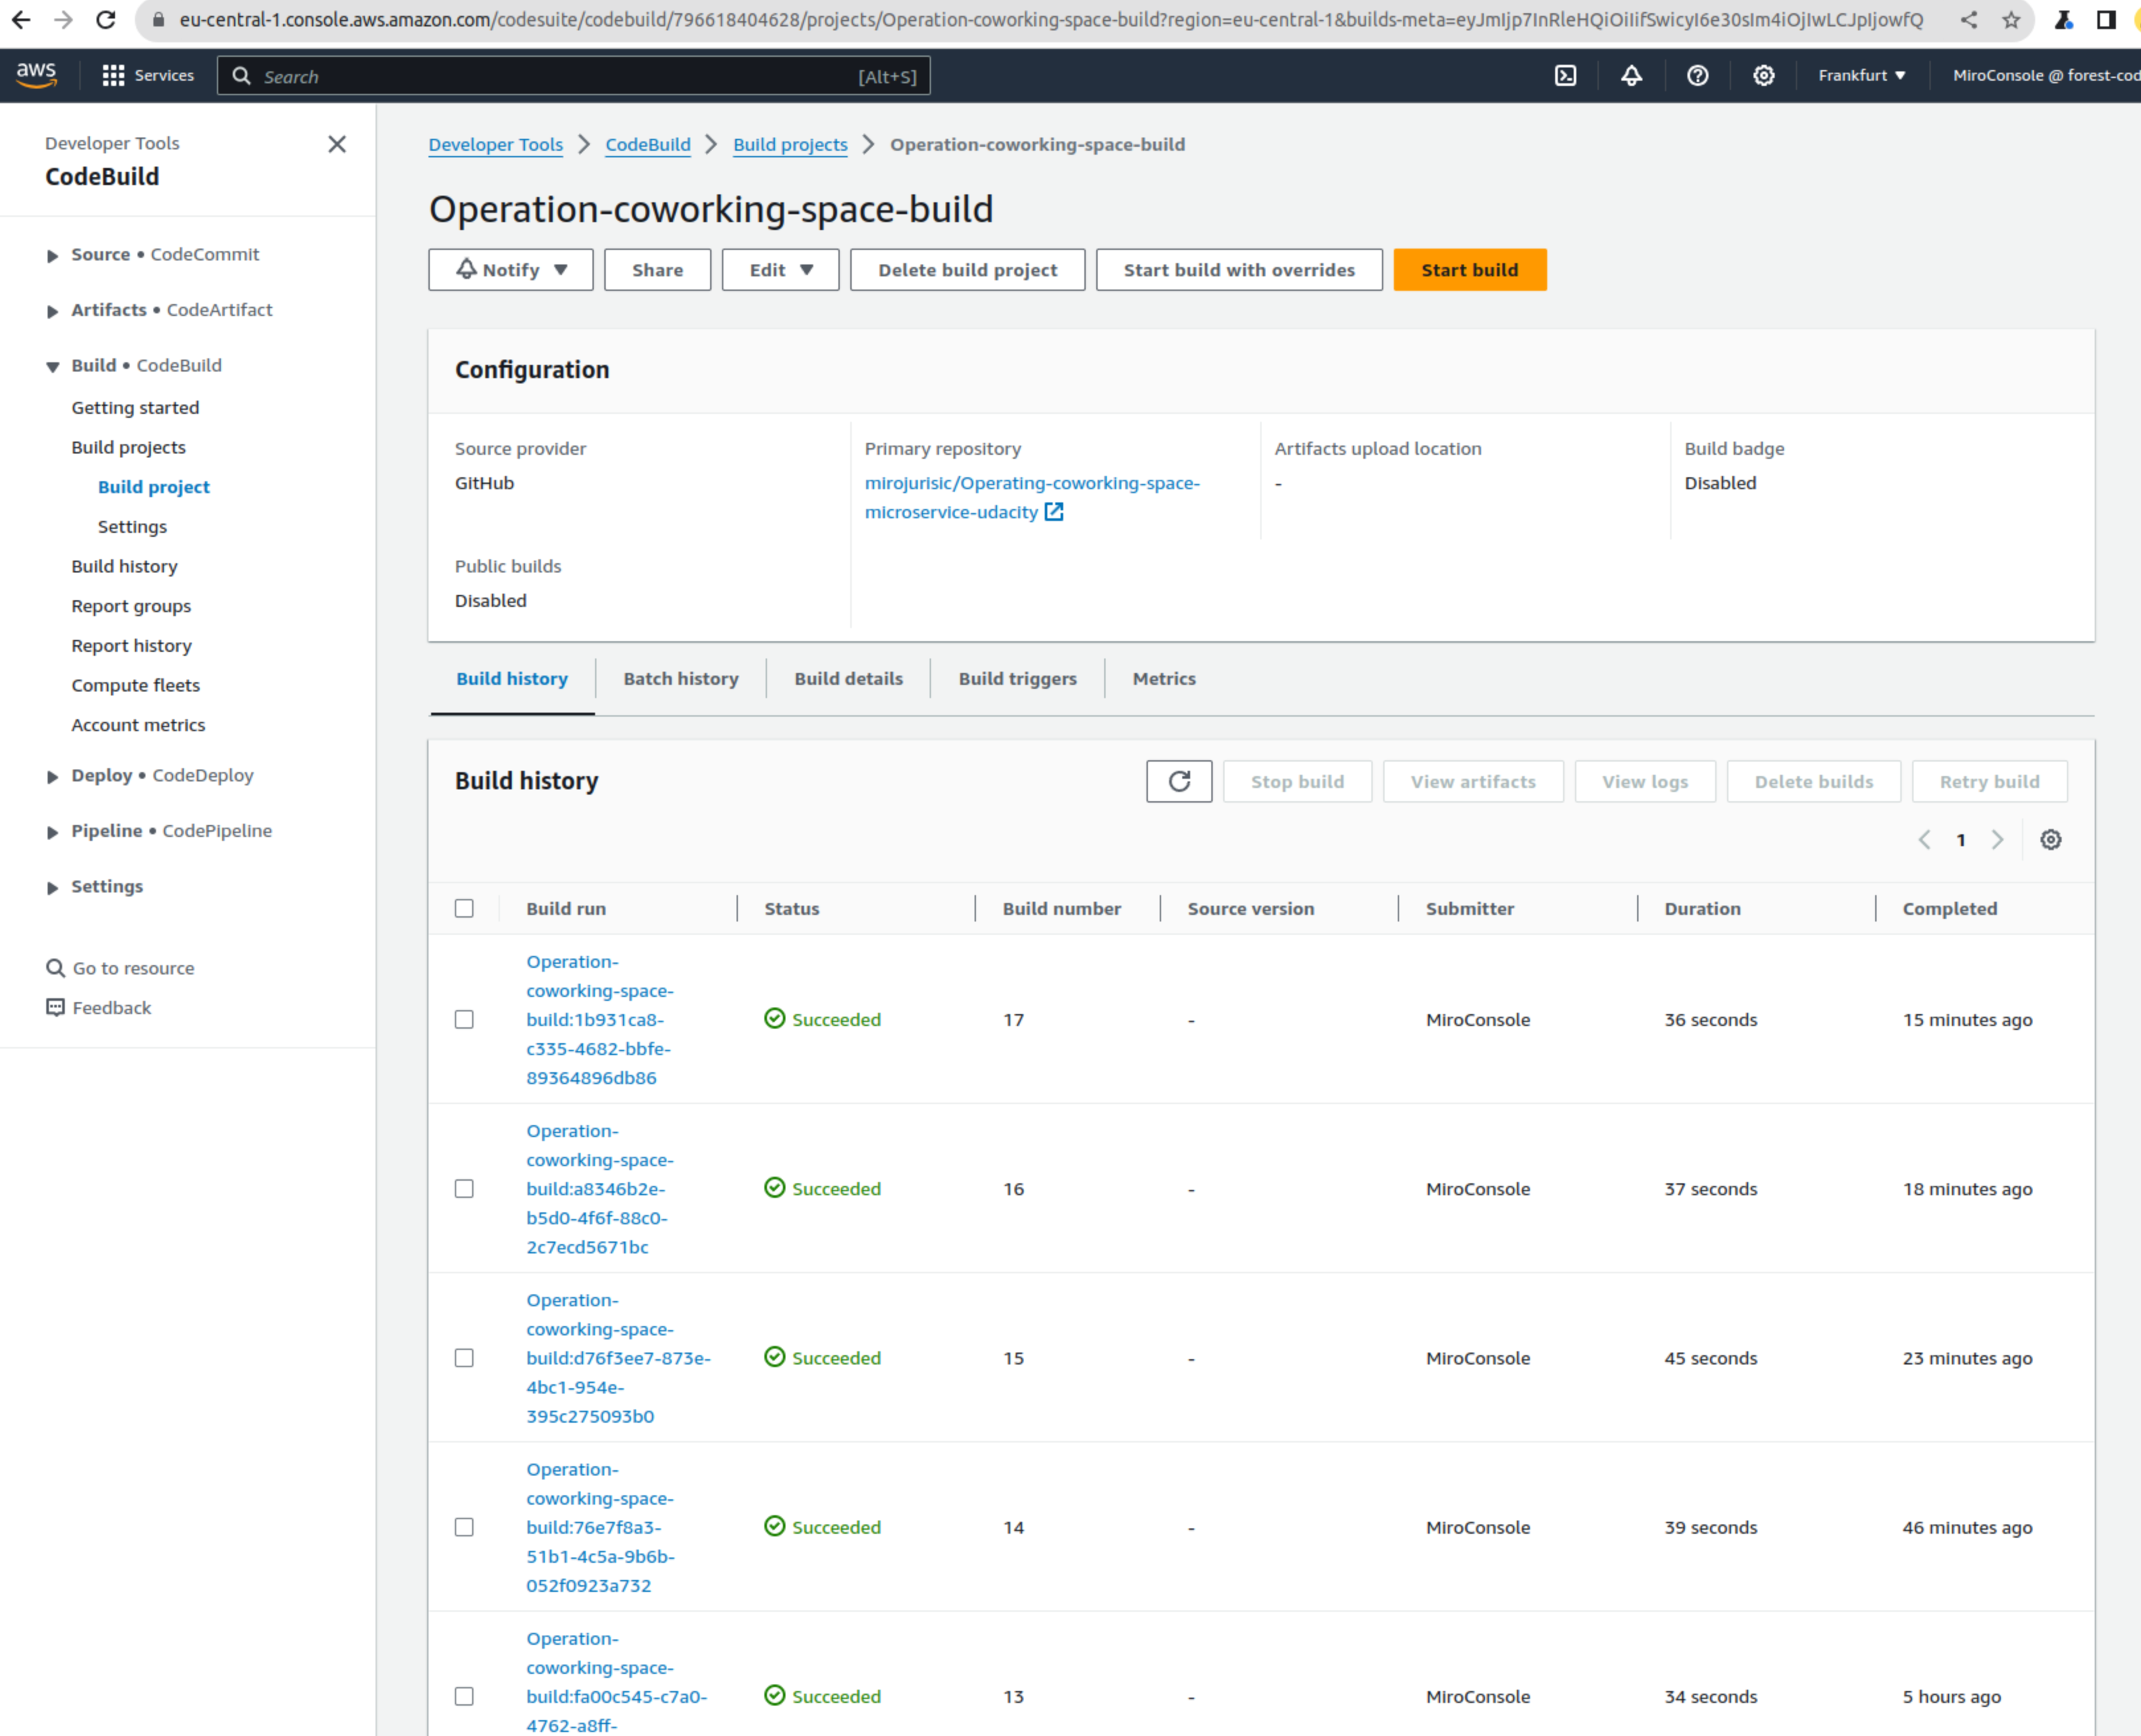 eu-central-1.console.aws.amazon.com/codesuite/codebuild/796618404628/projects/Operation-coworking-space-build?region=eu-central-1&builds-meta=eyJmIjp7InRleHQiOiIifSwicyI6e30sIm4iOjIwLCJpIjowfQ
aws Services Search [Alt+S] Frankfurt ▼ MiroConsole @ forest-cod
Developer Tools
CodeBuild
Source • CodeCommit
Artifacts • CodeArtifact
Build • CodeBuild
Getting started
Build projects
Build project
Settings
Build history
Report groups
Report history
Compute fleets
Account metrics
Deploy • CodeDeploy
Pipeline • CodePipeline
Settings
Go to resource
Feedback
Developer Tools > CodeBuild > Build projects > Operation-coworking-space-build
Operation-coworking-space-build
Notify ▼ Share Edit ▼ Delete build project Start build with overrides Start build
Configuration
Source provider
GitHub
Primary repository
mirojurisic/Operating-coworking-space-
microservice-udacity
Artifacts upload location
-
Build badge
Disabled
Public builds
Disabled
Build history Batch history Build details Build triggers Metrics
Build history
Stop build View artifacts View logs Delete builds Retry build
< 1 >
Build run Status Build number Source version Submitter Duration Completed
Operation-
coworking-space-
build:1b931ca8-
c335-4682-bbfe-
89364896db86
Succeeded 17 - MiroConsole 36 seconds 15 minutes ago
Operation-
coworking-space-
build:a8346b2e-
b5d0-4f6f-88c0-
2c7ecd5671bc
Succeeded 16 - MiroConsole 37 seconds 18 minutes ago
Operation-
coworking-space-
build:d76f3ee7-873e-
4bc1-954e-
395c275093b0
Succeeded 15 - MiroConsole 45 seconds 23 minutes ago
Operation-
coworking-space-
build:76e7f8a3-
51b1-4c5a-9b6b-
052f0923a732
Succeeded 14 - MiroConsole 39 seconds 46 minutes ago
Operation-
coworking-space-
build:fa00c545-c7a0-
4762-a8ff-
Succeeded 13 - MiroConsole 34 seconds 5 hours ago